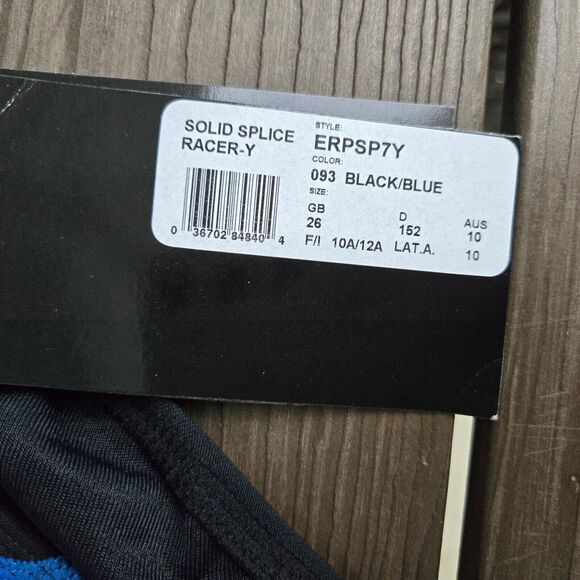 SOLID SPLICE
RACER-Y
STYLE:
ERPSP7Y
COLOR:
093 BLACK/BLUE
SIZE:
GB D AUS
26 152 10
F/I 10A/12A LAT.A. 10
0 36702 84840 4